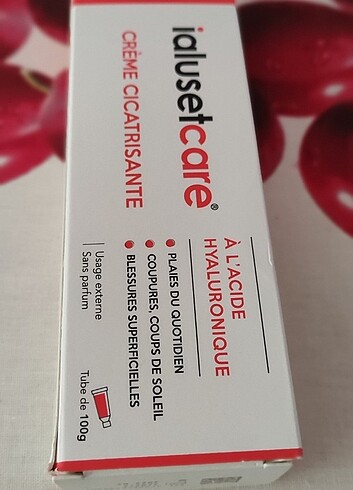 ialusetcare®
CRÈME CICATRISANTE
À L'ACIDE
HYALURONIQUE
PLAIES DU QUOTIDIEN
COUPURES, COUPS DE SOLEIL
BLESSURES SUPERFICIELLES
Usage externe
Sans parfum
Tube de 100g